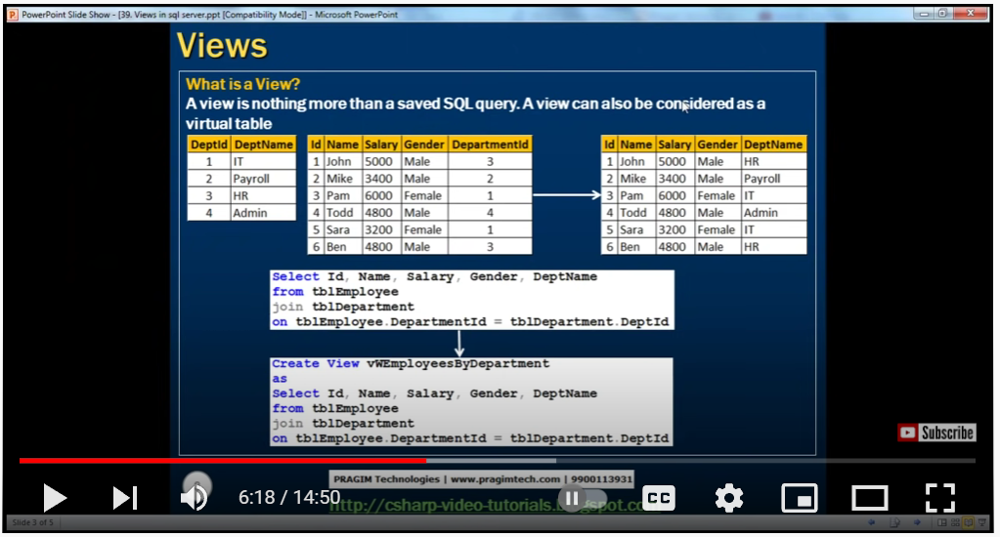 PowerPoint Slide Show - [39. Views in sql server.ppt [Compatibility Mode]] - Microsoft PowerPoint
Views
What is a View?
A view is nothing more than a saved SQL query. A view can also be considered as a
virtual table
DeptId DeptName
1 IT
2 Payroll
3 HR
4 Admin
Id Name Salary Gender DepartmentId
1 John 5000 Male 3
2 Mike 3400 Male 2
3 Pam 6000 Female 1
4 Todd 4800 Male 4
5 Sara 3200 Female 1
6 Ben 4800 Male 3
Id Name Salary Gender DeptName
1 John 5000 Male HR
2 Mike 3400 Male Payroll
3 Pam 6000 Female IT
4 Todd 4800 Male Admin
5 Sara 3200 Female IT
6 Ben 4800 Male HR
Select Id, Name, Salary, Gender, DeptName
from tblEmployee
join tblDepartment
on tblEmployee.DepartmentId = tblDepartment.DeptId
Create View vWEmployeesByDepartment
as
Select Id, Name, Salary, Gender, DeptName
from tblEmployee
join tblDepartment
on tblEmployee.DepartmentId = tblDepartment.DeptId
Subscribe
PRAGIM Technologies | www.pragimtech.com | 9900113931
6:18 / 14:50
CC
Slide 3 of 5